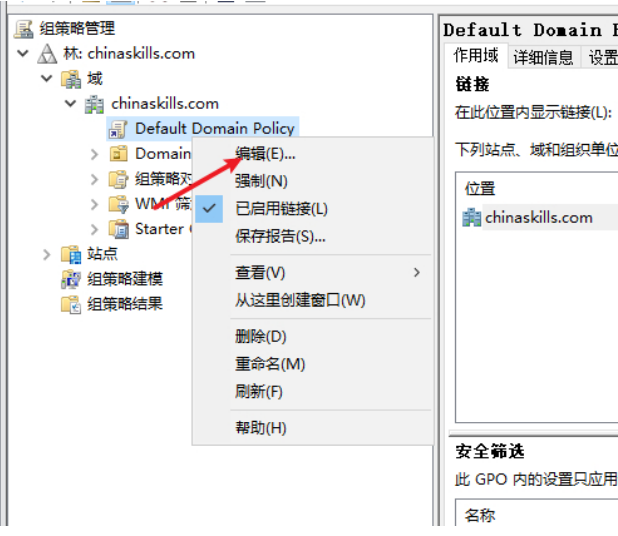 组策略管理
林: chinaskills.com
域
chinaskills.com
Default Domain Policy
Domain
组策略对
WMI 筛
Starter
站点
组策略建模
组策略结果
编辑(E)...
强制(N)
已启用链接(L)
保存报告(S)...
查看(V)
从这里创建窗口(W)
删除(D)
重命名(M)
刷新(F)
帮助(H)
Default Domain
作用域 详细信息 设置
链接
在此位置内显示链接(L):
下列站点、域和组织单位
位置
chinaskills.com
安全筛选
此 GPO 内的设置只应用
名称